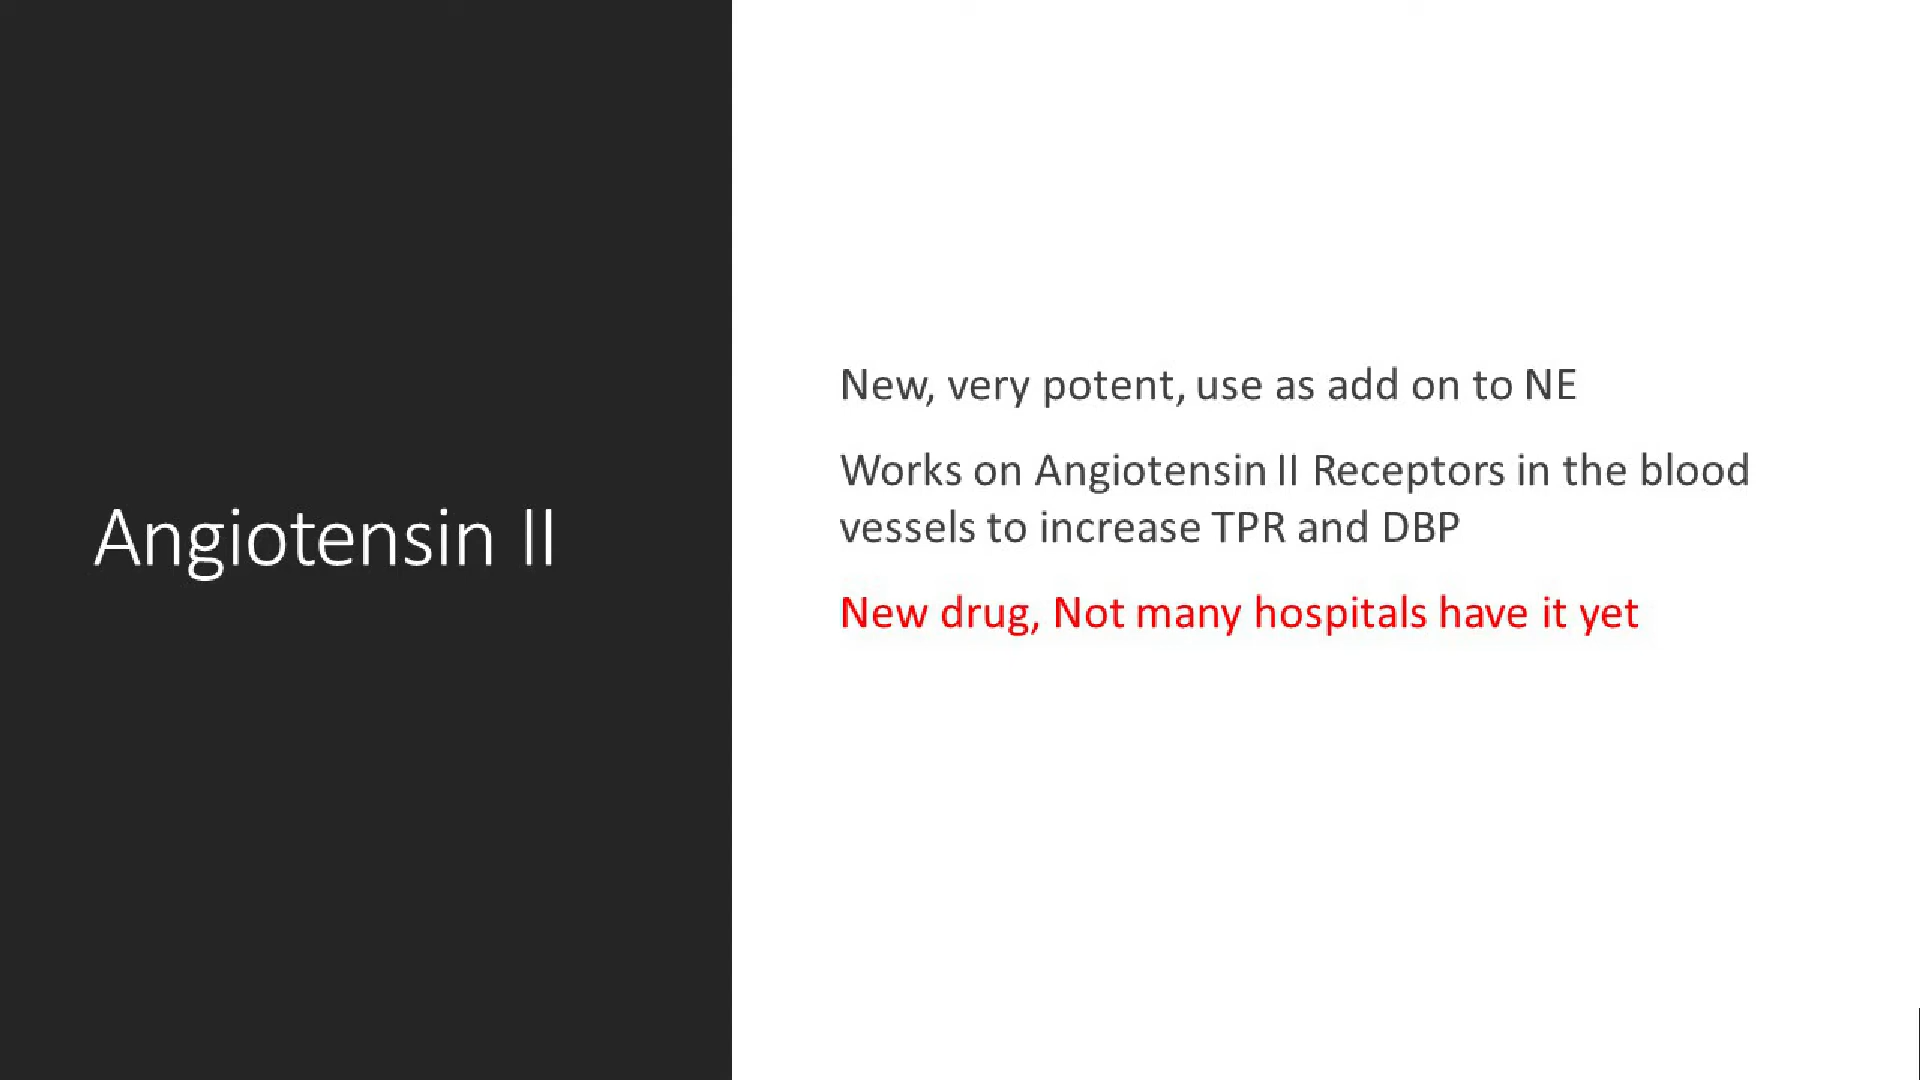 Angiotensin II
New, very potent, use as add on to NE
Works on Angiotensin II Receptors in the blood
vessels to increase TPR and DBP
New drug, Not many hospitals have it yet